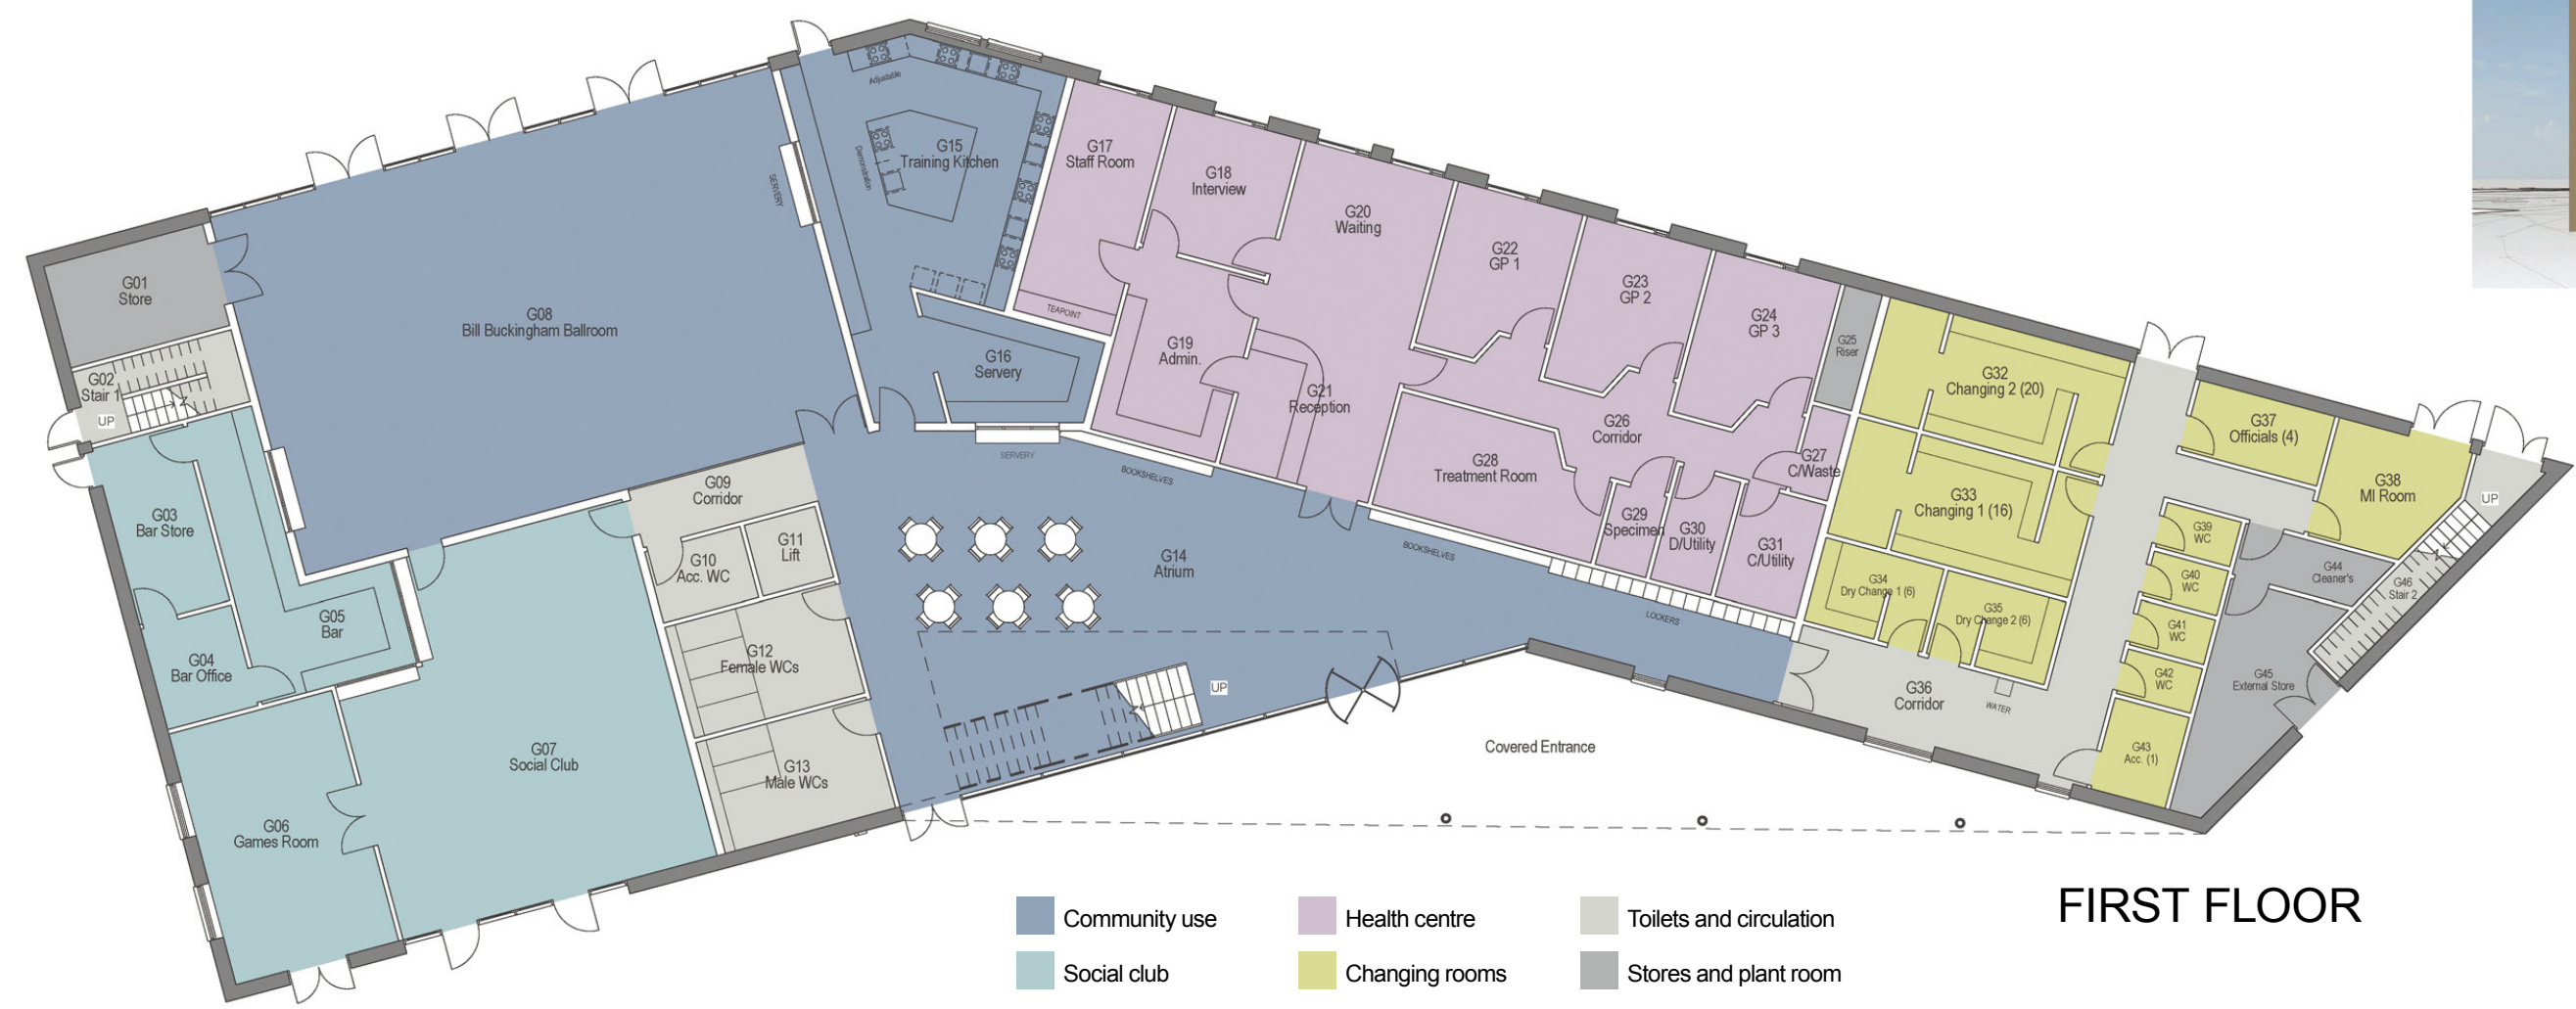 G01
Store
G02
Stair 1
UP
G03
Bar Store
G04
Bar Office
G05
Bar
G06
Games Room
G07
Social Club
G08
Bill Buckingham Ballroom
SERVERY
G09
Corridor
G10
Acc. WC
G11
Lift
G12
Female WCs
G13
Male WCs
G14
Atrium
UP
Adjustable
Demonstration
G15
Training Kitchen
G16
Servery
SERVERY
BOOKSHELVES
BOOKSHELVES
LOCKERS
G17
Staff Room
TEAPOINT
G18
Interview
G19
Admin.
G20
Waiting
G21
Reception
G22
GP 1
G23
GP 2
G24
GP 3
G25
Riser
G26
Corridor
G27
C/Waste
G28
Treatment Room
G29
Specimen
G30
D/Utility
G31
C/Utility
G32
Changing 2 (20)
G33
Changing 1 (16)
G34
Dry Change 1 (6)
G35
Dry Change 2 (6)
G36
Corridor
WATER
G37
Officials (4)
G38
MI Room
G39
WC
G40
WC
G41
WC
G42
WC
G43
Acc. (1)
G44
Cleaner's
G45
External Store
G46
Stair 2
UP
Covered Entrance
Community use
Health centre
Toilets and circulation
Social club
Changing rooms
Stores and plant room
FIRST FLOOR